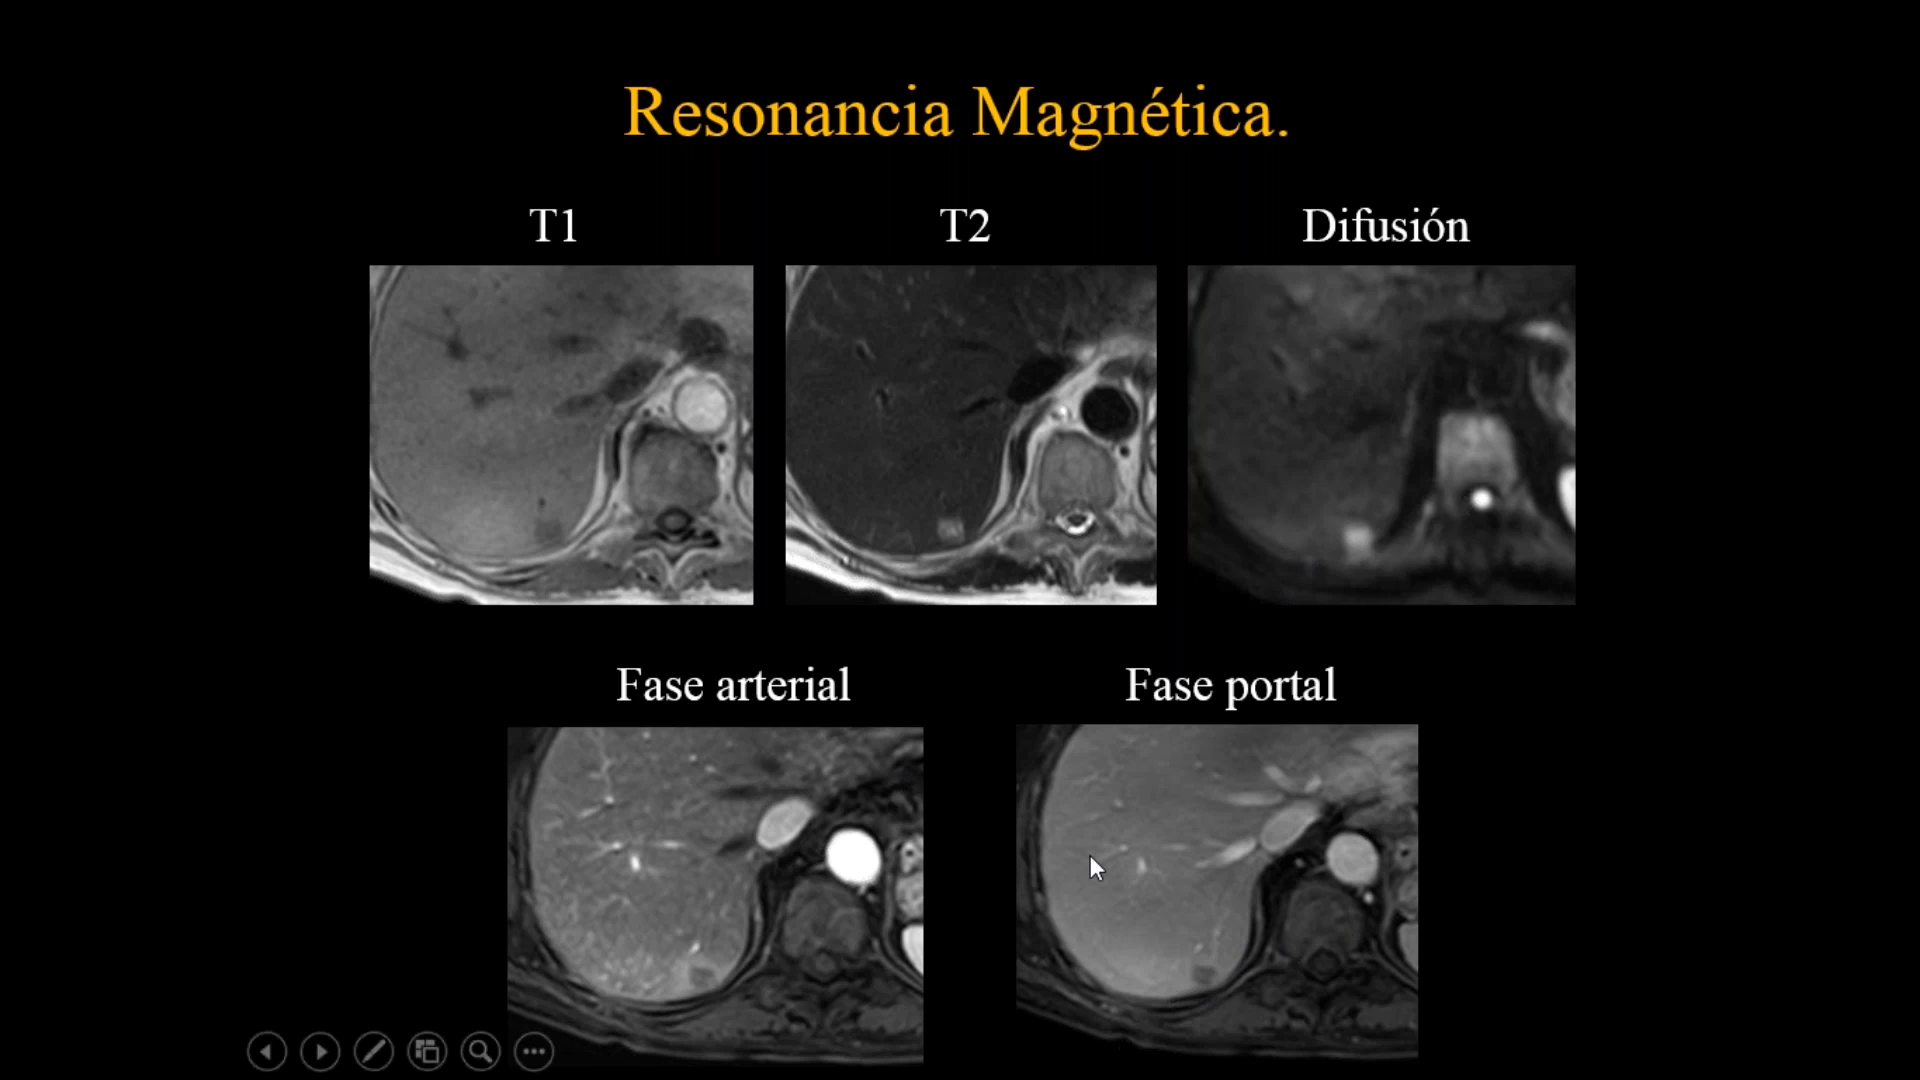 Resonancia Magnética.
T1
T2
Difusión
Fase arterial
Fase portal